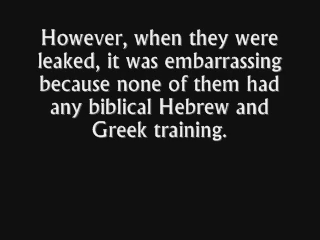 However, when they were
leaked, it was embarrassing
because none of them had
any biblical Hebrew and
Greek training.